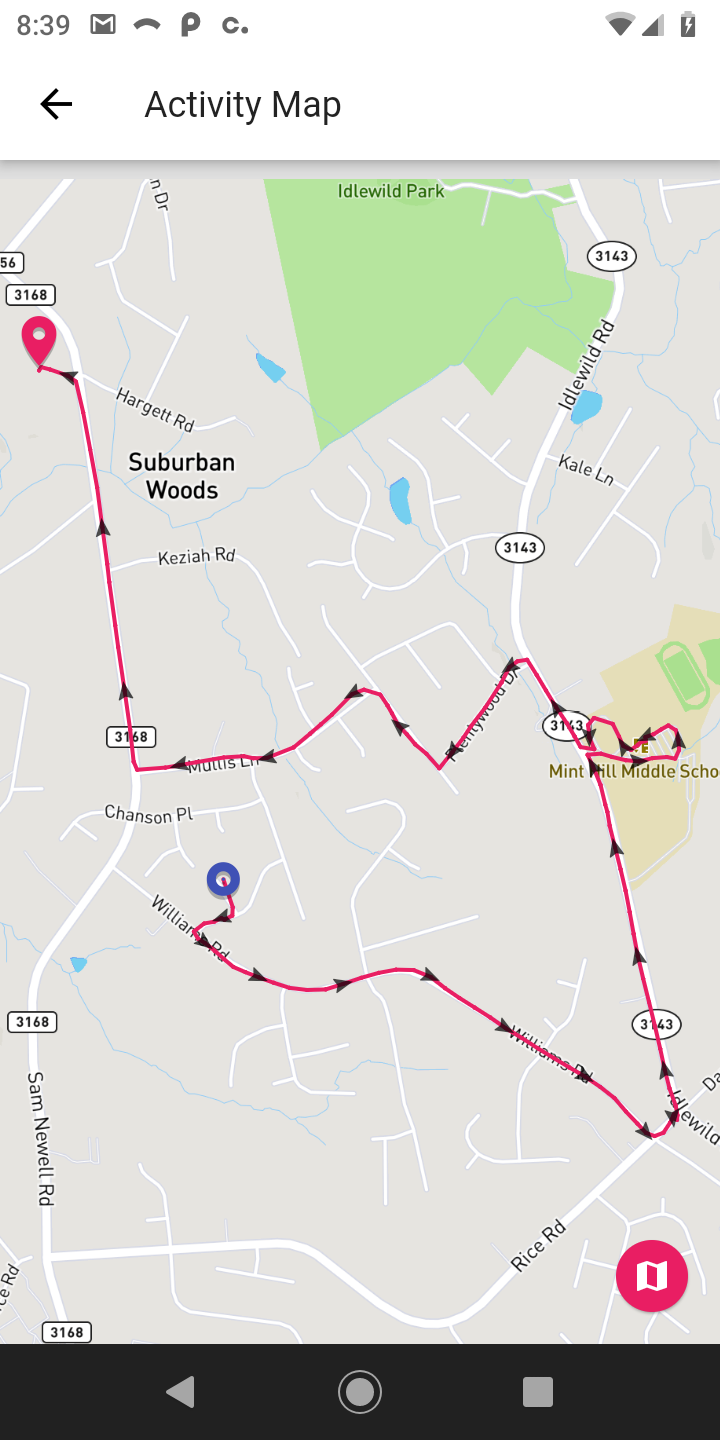 8:39
Activity Map
n Dr
Idlewild Park
3143
56
3168
Idlewild Rd
Hargett Rd
Suburban
Woods
Kale Ln
3143
Keziah Rd
Plentywood Dr
3143
3168
Mullis Ln
Mint Hill Middle Schoo
Chanson Pl
Williams Rd
3168
3143
Williams Rd
Da
Idlewild
Sam Newell Rd
Rice Rd
ce Rd
3168